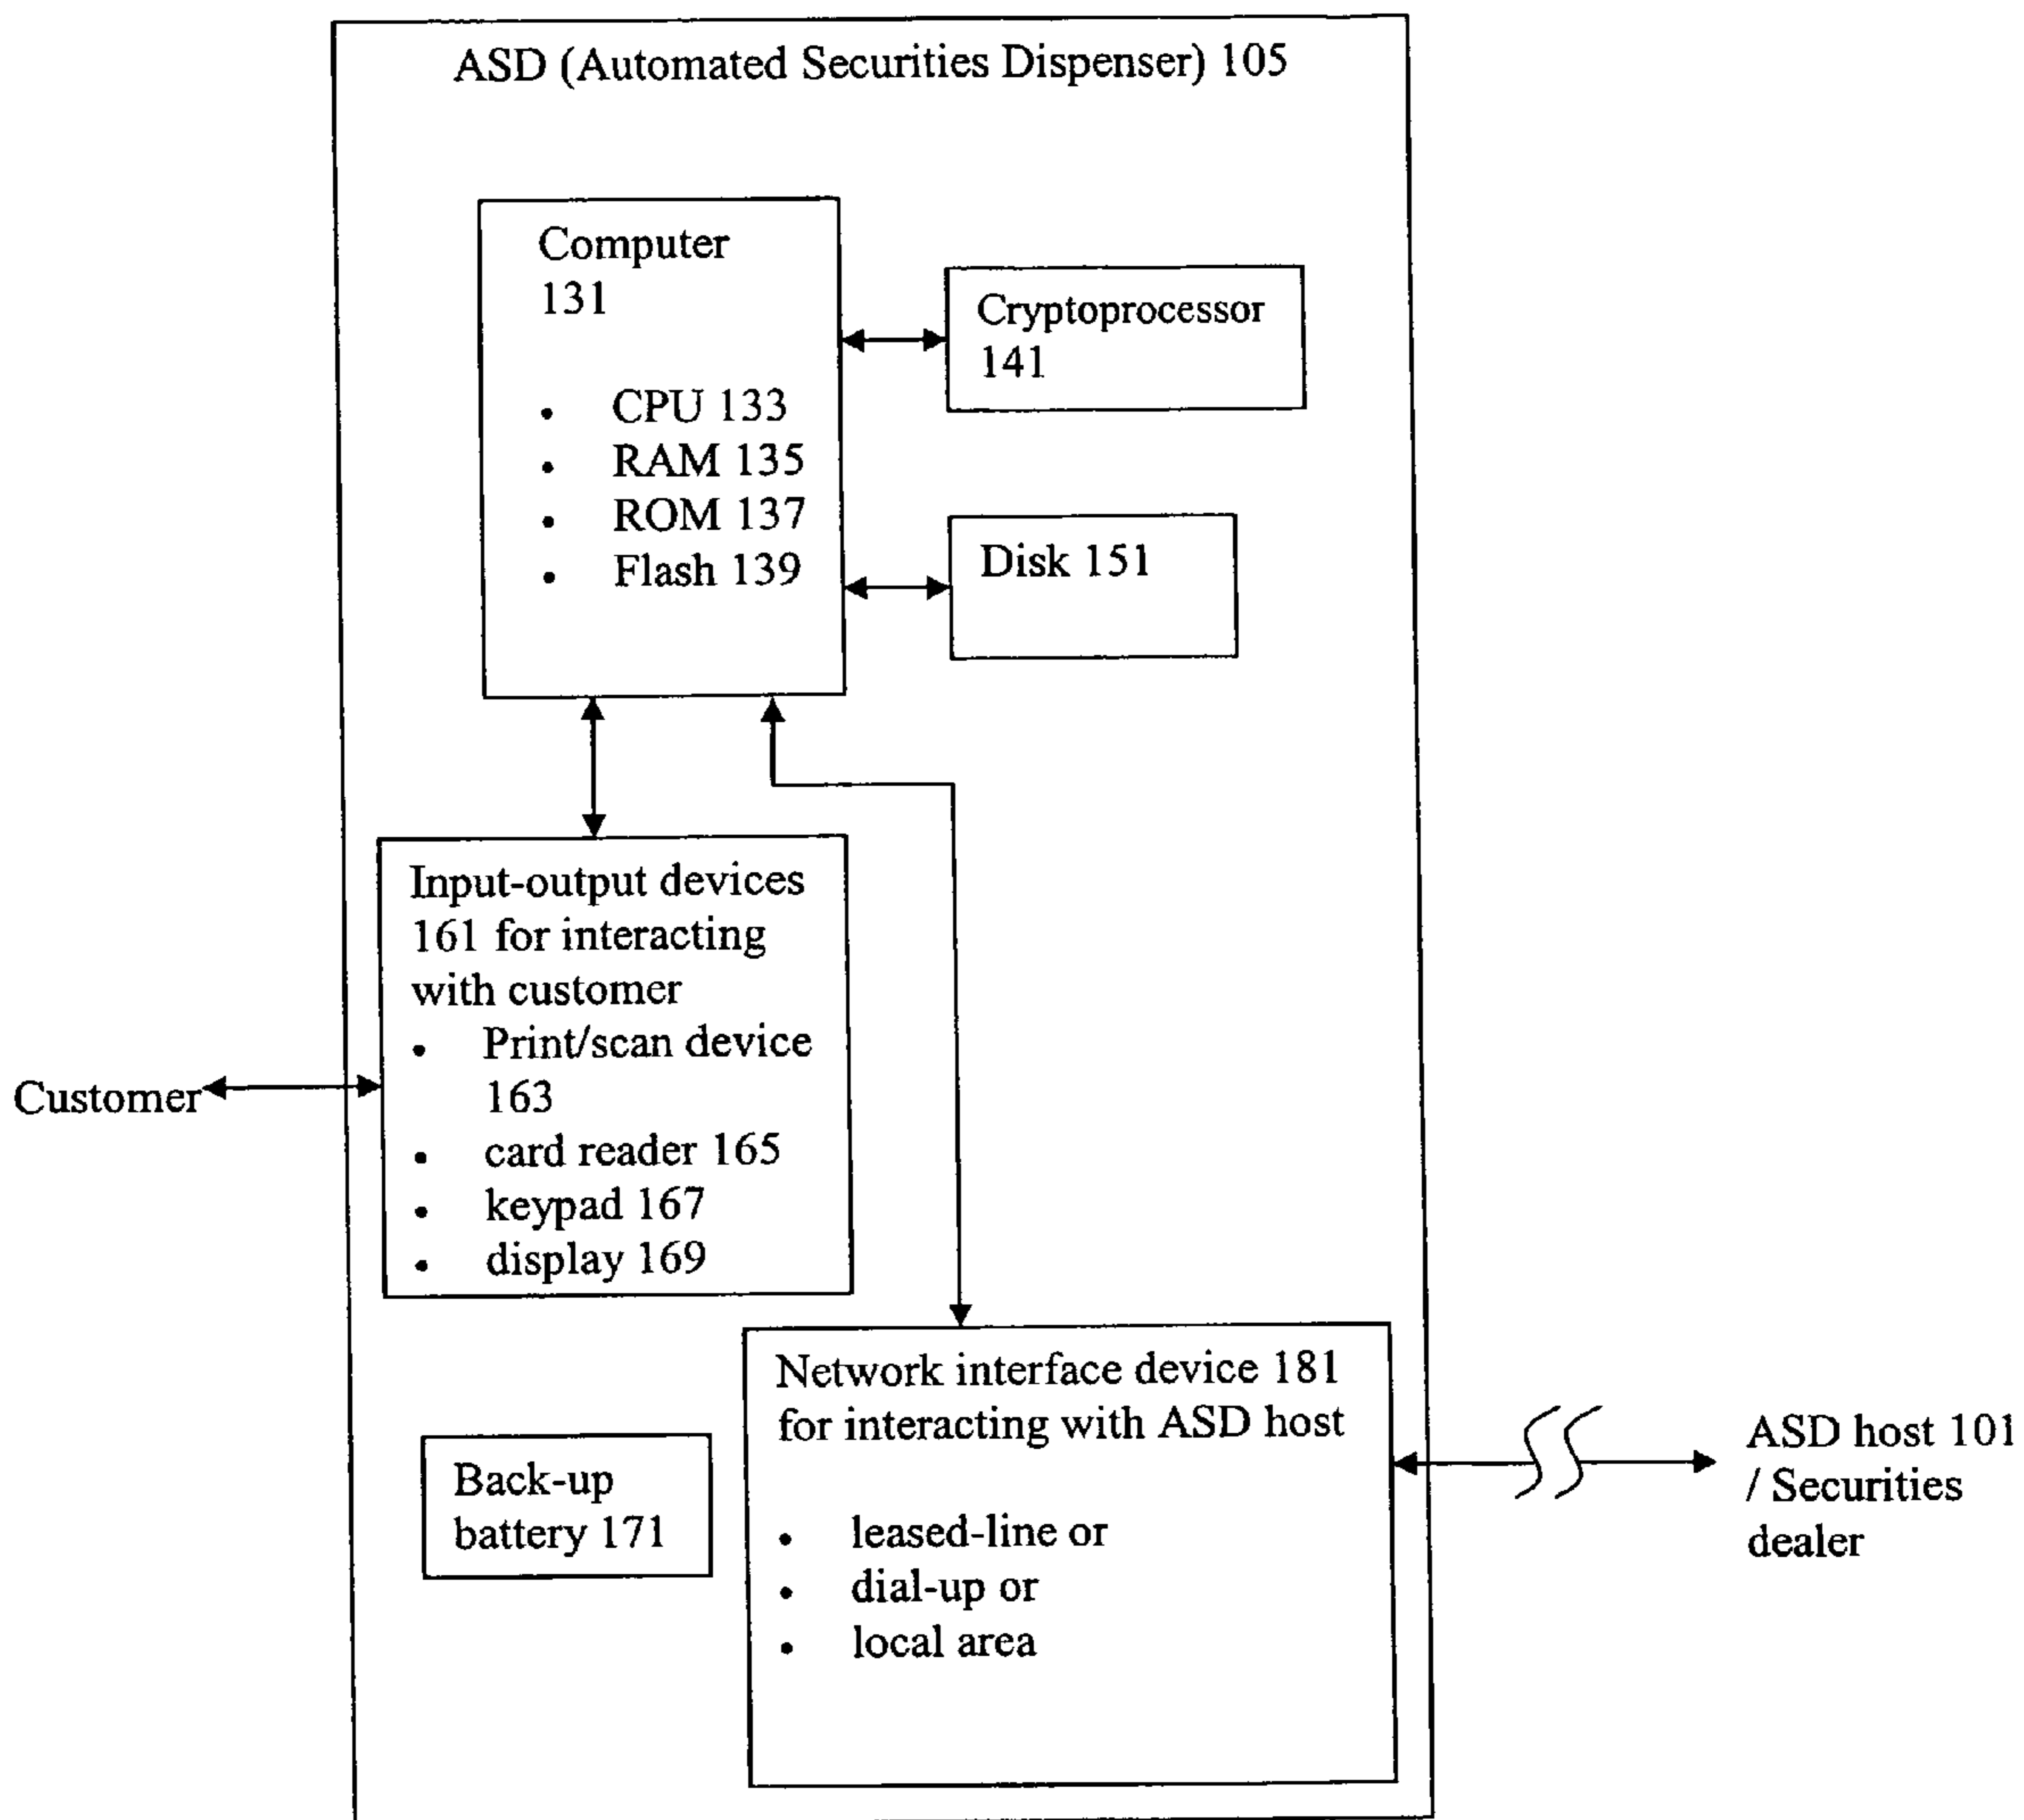 ASD (Automated Securities Dispenser) 105
Computer
131
• CPU 133
• RAM 135
• ROM 137
• Flash 139
Cryptoprocessor
141
Disk 151
Input-output devices
161 for interacting
with customer
• Print/scan device
163
• card reader 165
• keypad 167
• display 169
Customer
Network interface device 181
for interacting with ASD host
• leased-line or
• dial-up or
• local area
Back-up
battery 171
ASD host 101
/ Securities
dealer